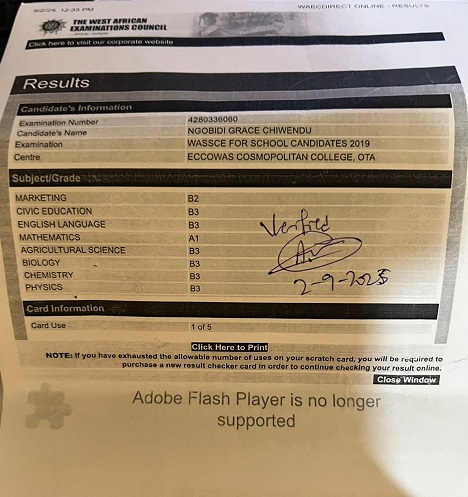 9/2/25, 12:33 PM
WAECDIRECT ONLINE - RESULTS
THE WEST AFRICAN
EXAMINATIONS COUNCIL
Click here to visit our corporate website
Results
Candidate's Information
Examination Number 4280336060
Candidate's Name NGOBIDI GRACE CHIWENDU
Examination WASSCE FOR SCHOOL CANDIDATES 2019
Centre ECCOWAS COSMOPOLITAN COLLEGE, OTA
Subject/Grade
MARKETING B2
CIVIC EDUCATION B3
ENGLISH LANGUAGE B3
MATHEMATICS A1
AGRICULTURAL SCIENCE B3
BIOLOGY B3
CHEMISTRY B3
PHYSICS B3
Verified
2-9-2025
Card Information
Card Use 1 of 5
Click Here to Print
NOTE: If you have exhausted the allowable number of uses on your scratch card, you will be required to
purchase a new result checker card in order to continue checking your result online.
Close Window
Adobe Flash Player is no longer
supported